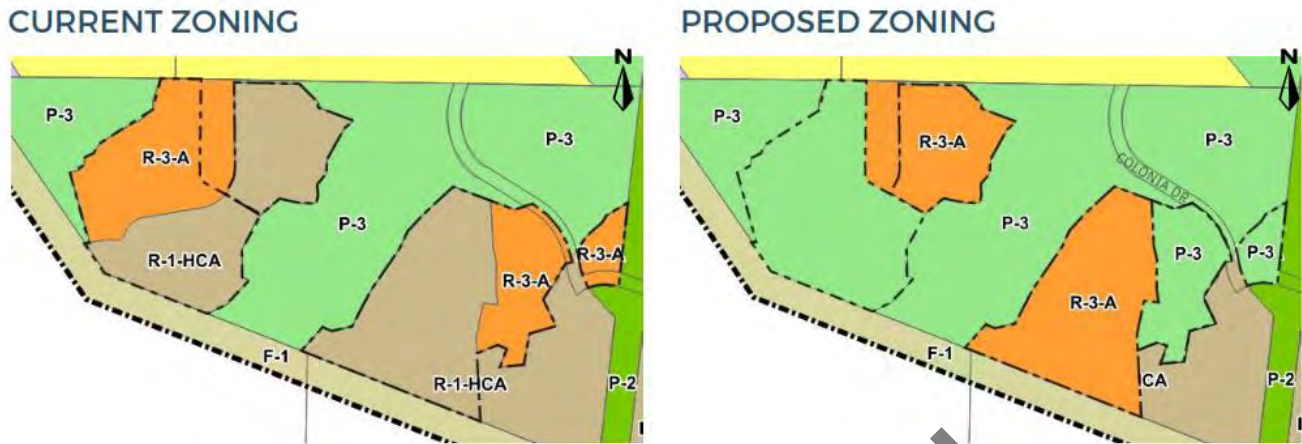 CURRENT ZONING
N
P-3
P-3
R-3-A
P-3
R-1-HCA
R-3-A
R-3-A
F-1
R-1-HCA
P-2
PROPOSED ZONING
N
P-3
P-3
R-3-A
COLONIA DR
P-3
P-3
P-3
R-3-A
F-1
CA
P-2